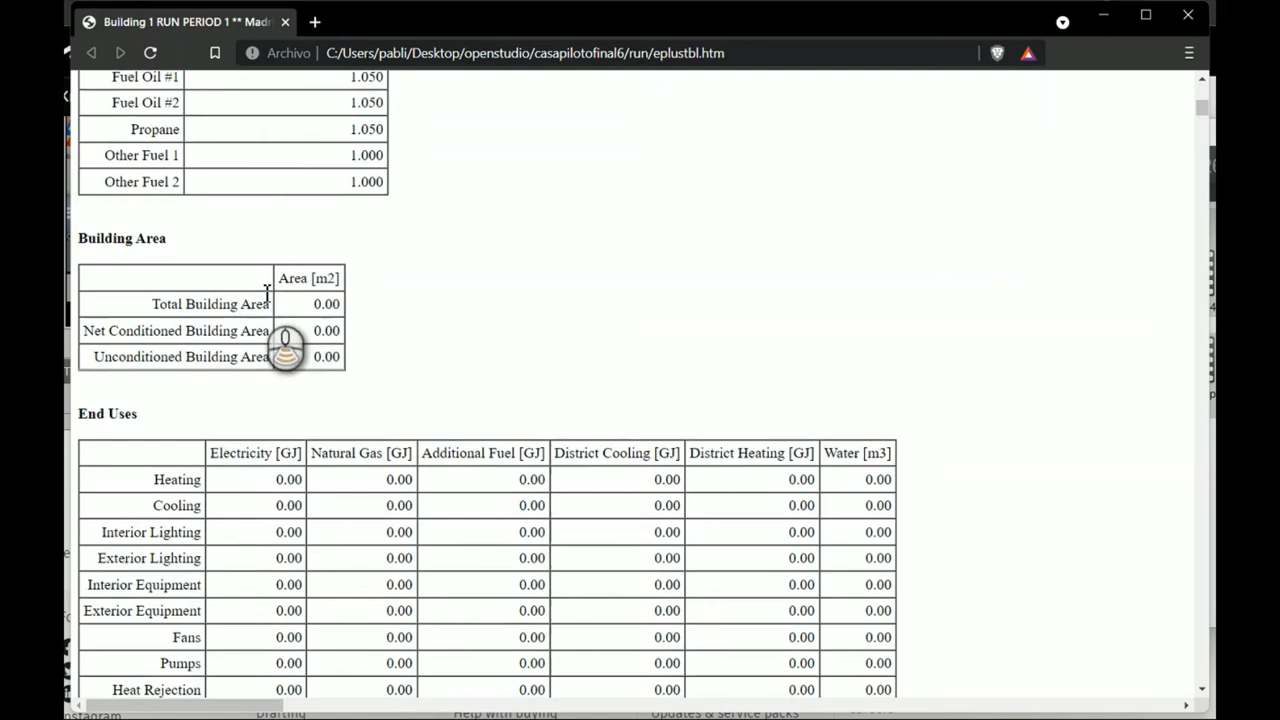 Building 1 RUN PERIOD 1 ** Madri
Archivo C:/Users/pabli/Desktop/openstudio/casapilotofinal6/run/eplustbl.htm
Fuel Oil #1 1.050
Fuel Oil #2 1.050
Propane 1.050
Other Fuel 1 1.000
Other Fuel 2 1.000
Building Area
Area [m2]
Total Building Area 0.00
Net Conditioned Building Area 0.00
Unconditioned Building Area 0.00
End Uses
Electricity [GJ] Natural Gas [GJ] Additional Fuel [GJ] District Cooling [GJ] District Heating [GJ] Water [m3]
Heating 0.00 0.00 0.00 0.00 0.00 0.00
Cooling 0.00 0.00 0.00 0.00 0.00 0.00
Interior Lighting 0.00 0.00 0.00 0.00 0.00 0.00
Exterior Lighting 0.00 0.00 0.00 0.00 0.00 0.00
Interior Equipment 0.00 0.00 0.00 0.00 0.00 0.00
Exterior Equipment 0.00 0.00 0.00 0.00 0.00 0.00
Fans 0.00 0.00 0.00 0.00 0.00 0.00
Pumps 0.00 0.00 0.00 0.00 0.00 0.00
Heat Rejection 0.00 0.00 0.00 0.00 0.00 0.00
nstagram Drafting Help with buying Updates & service packs